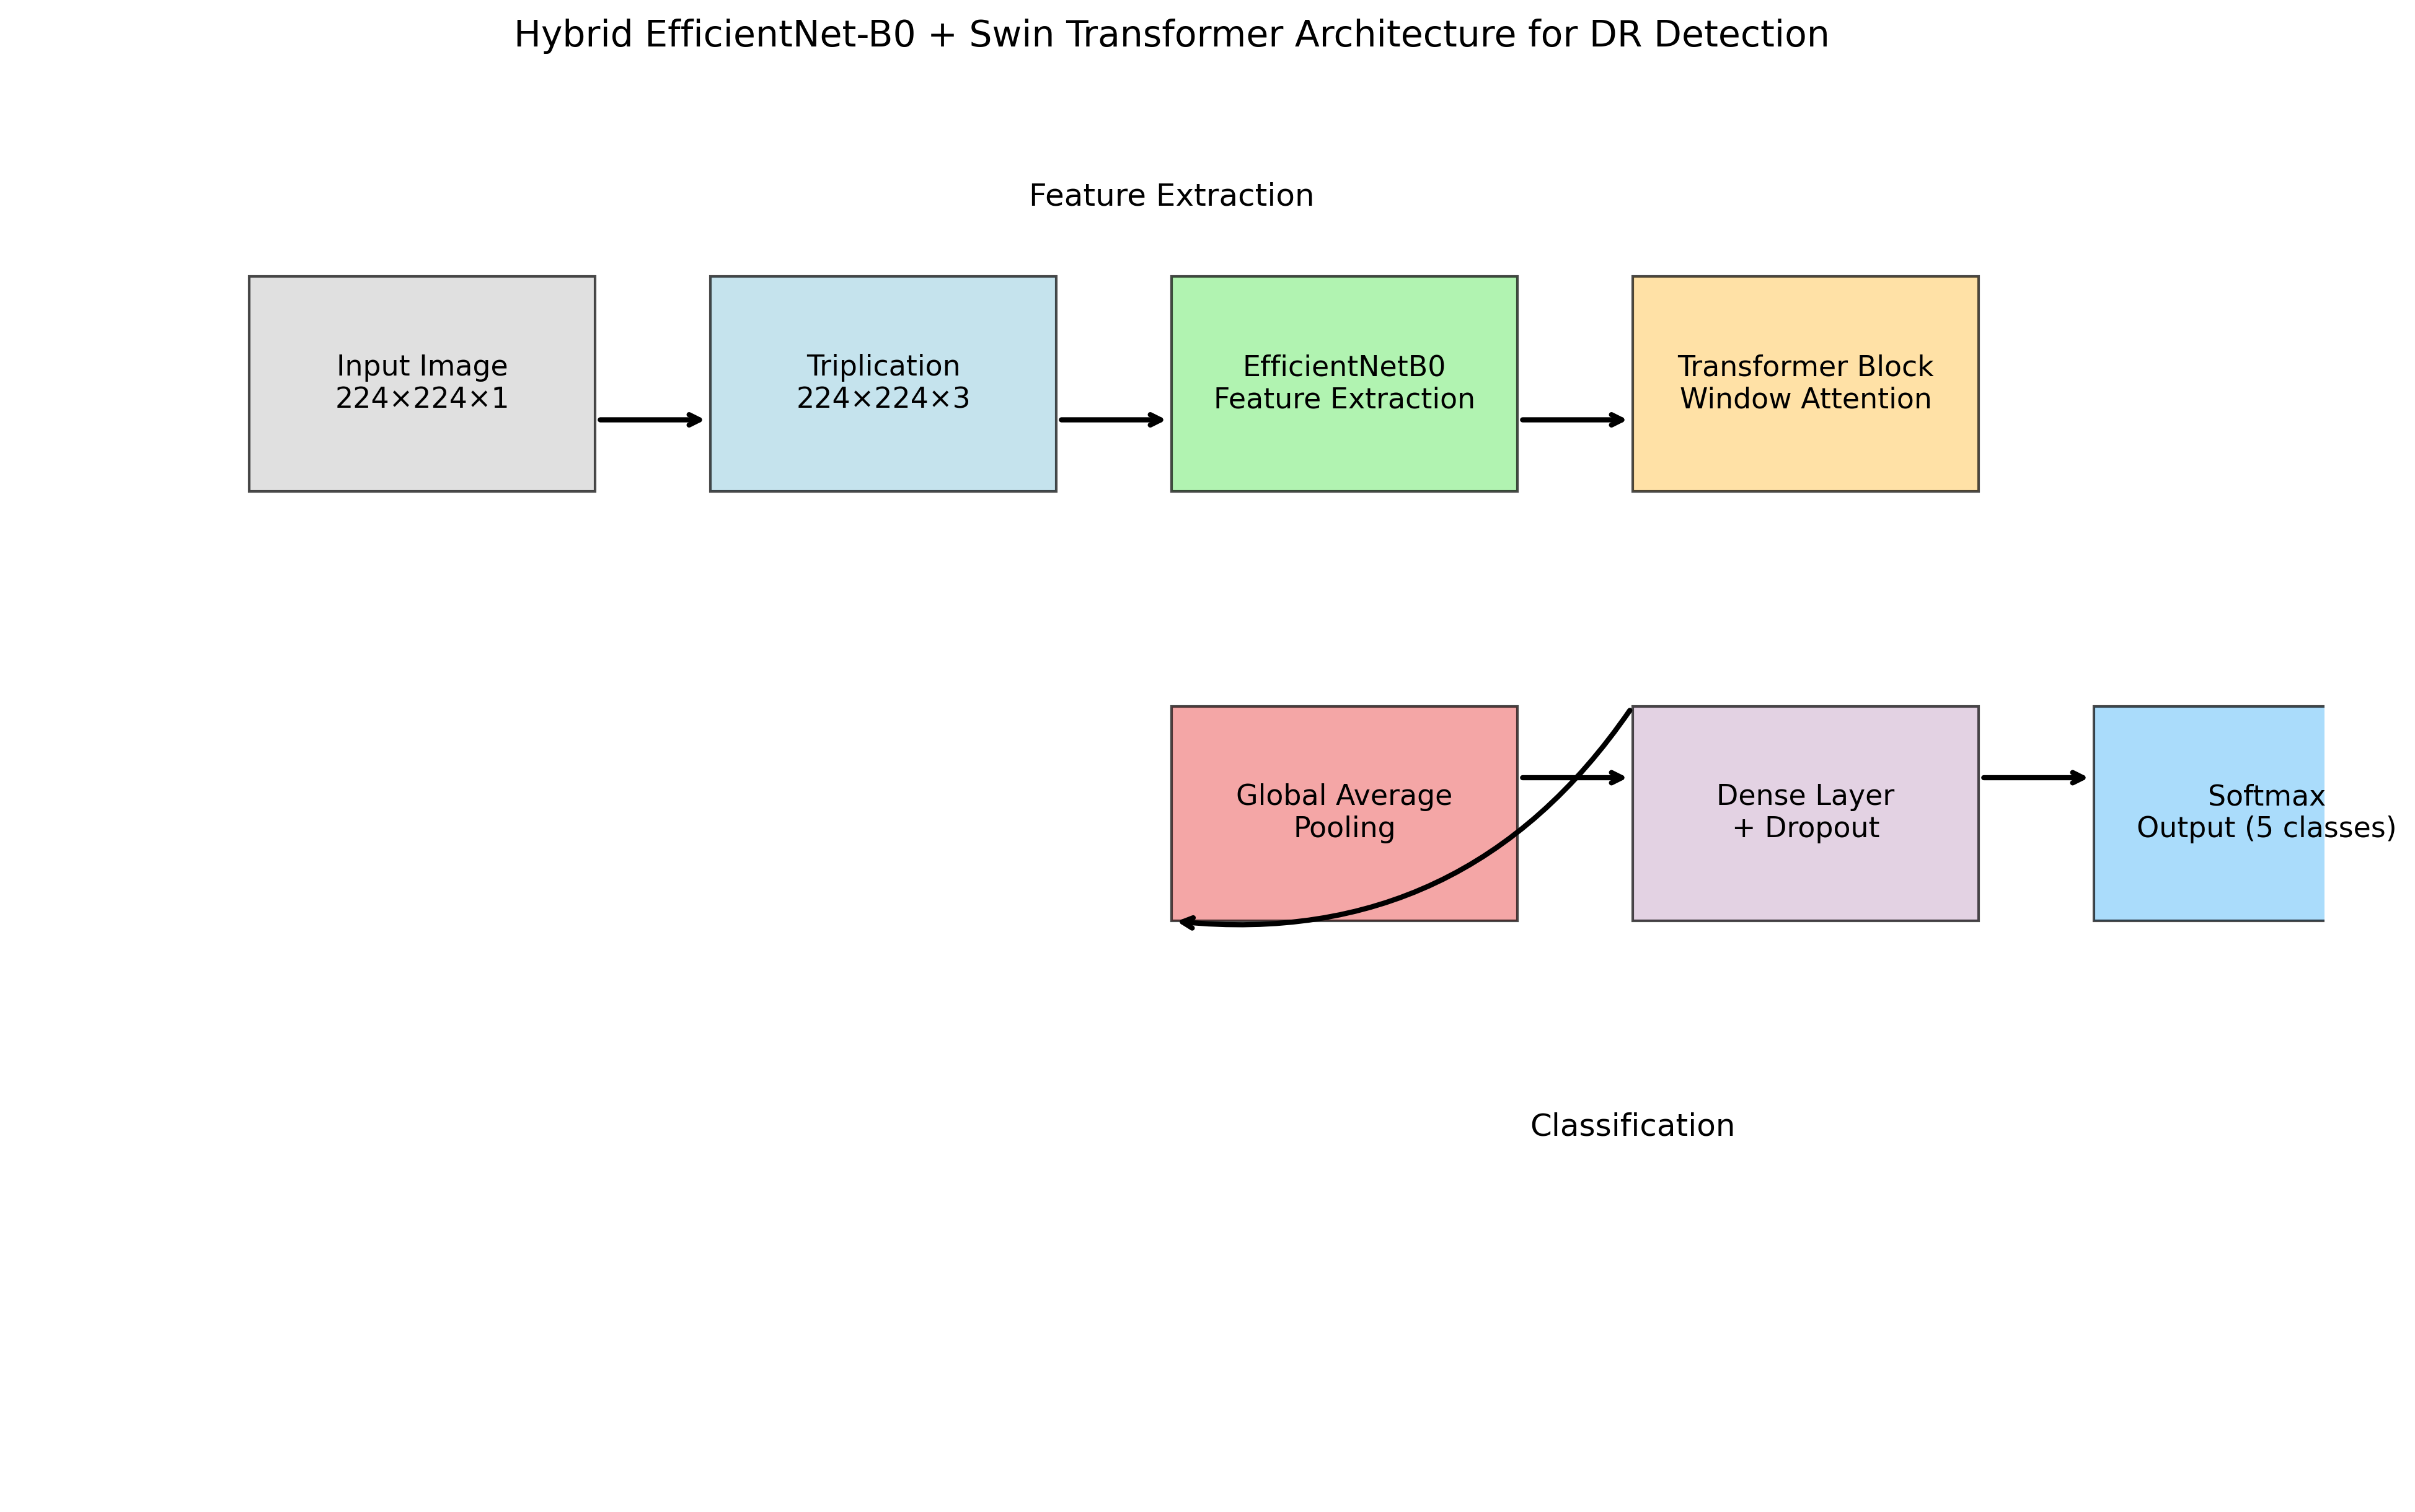 Hybrid EfficientNet-B0 + Swin Transformer Architecture for DR Detection
Feature Extraction
Input Image
224×224×1
Triplication
224×224×3
EfficientNetB0
Feature Extraction
Transformer Block
Window Attention
Global Average
Pooling
Dense Layer
+ Dropout
Softmax
Output (5 classes)
Classification